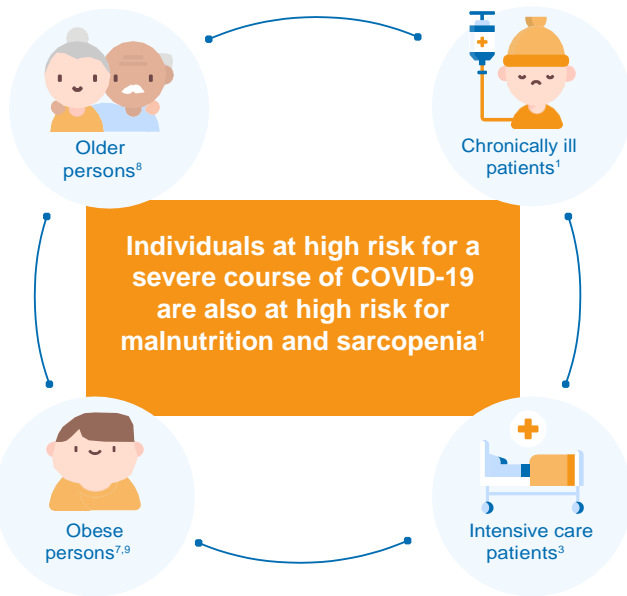 Older
persons⁸
Chronically ill
patients¹
Individuals at high risk for a
severe course of COVID-19
are also at high risk for
malnutrition and sarcopenia¹
Obese
persons⁷,⁹
Intensive care
patients³